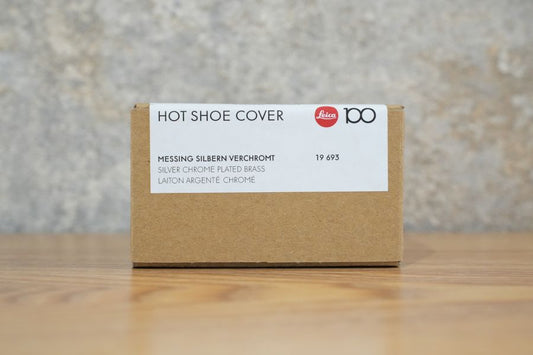 HOT SHOE COVER
Leica 100
MESSING SILBERN VERCHROMT 19 693
SILVER CHROME PLATED BRASS
LAITON ARGENTÉ CHROMÉ